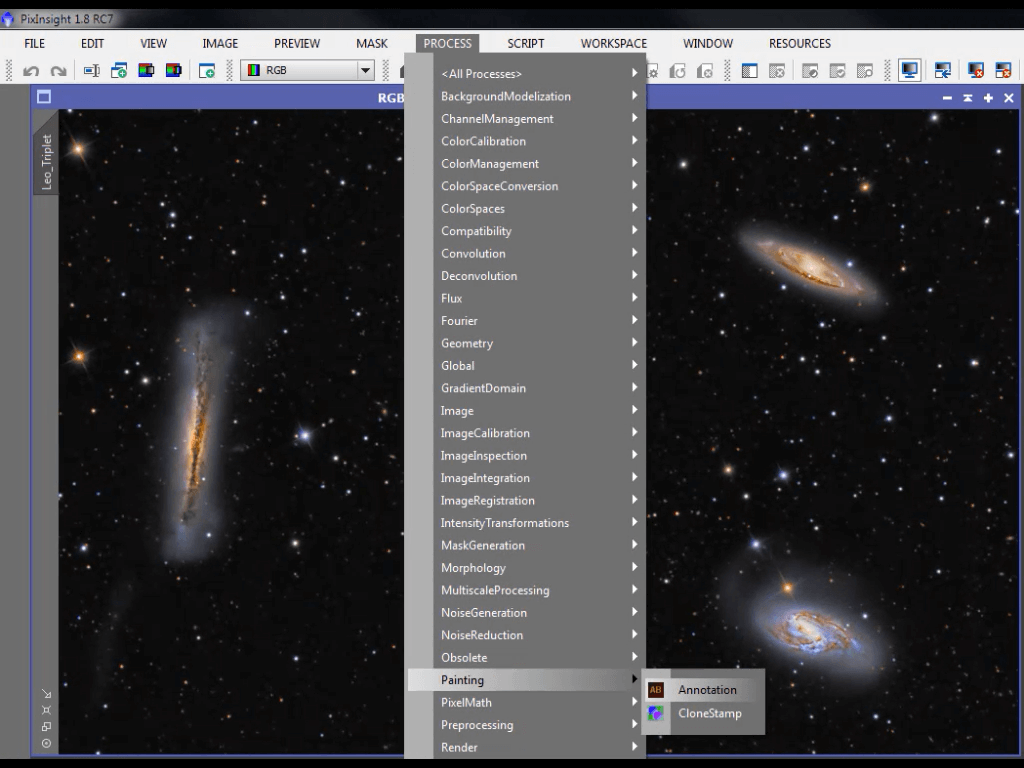 PixInsight 1.8 RC7
FILE EDIT VIEW IMAGE PREVIEW MASK PROCESS SCRIPT WORKSPACE WINDOW RESOURCES
RGB
RGB
Leo_Triplet
<All Processes>
BackgroundModelization
ChannelManagement
ColorCalibration
ColorManagement
ColorSpaceConversion
ColorSpaces
Compatibility
Convolution
Deconvolution
Flux
Fourier
Geometry
Global
GradientDomain
Image
ImageCalibration
ImageInspection
ImageIntegration
ImageRegistration
IntensityTransformations
MaskGeneration
Morphology
MultiscaleProcessing
NoiseGeneration
NoiseReduction
Obsolete
Painting
AB Annotation
CloneStamp
PixelMath
Preprocessing
Render